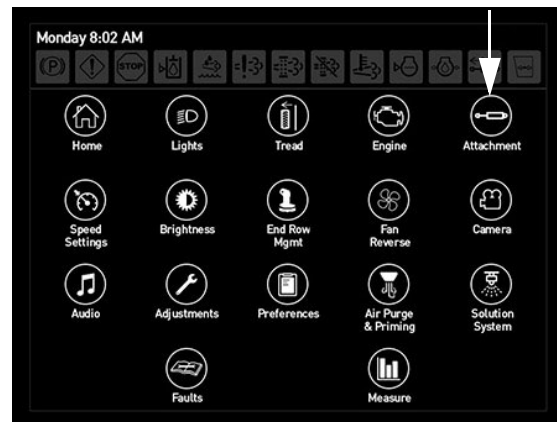 Monday 8:02 AM
P STOP
Home Lights Tread Engine Attachment
Speed Brightness End Row Fan Camera
Settings Mgmt Reverse
Audio Adjustments Preferences Air Purge Solution
& Priming System
Faults Measure